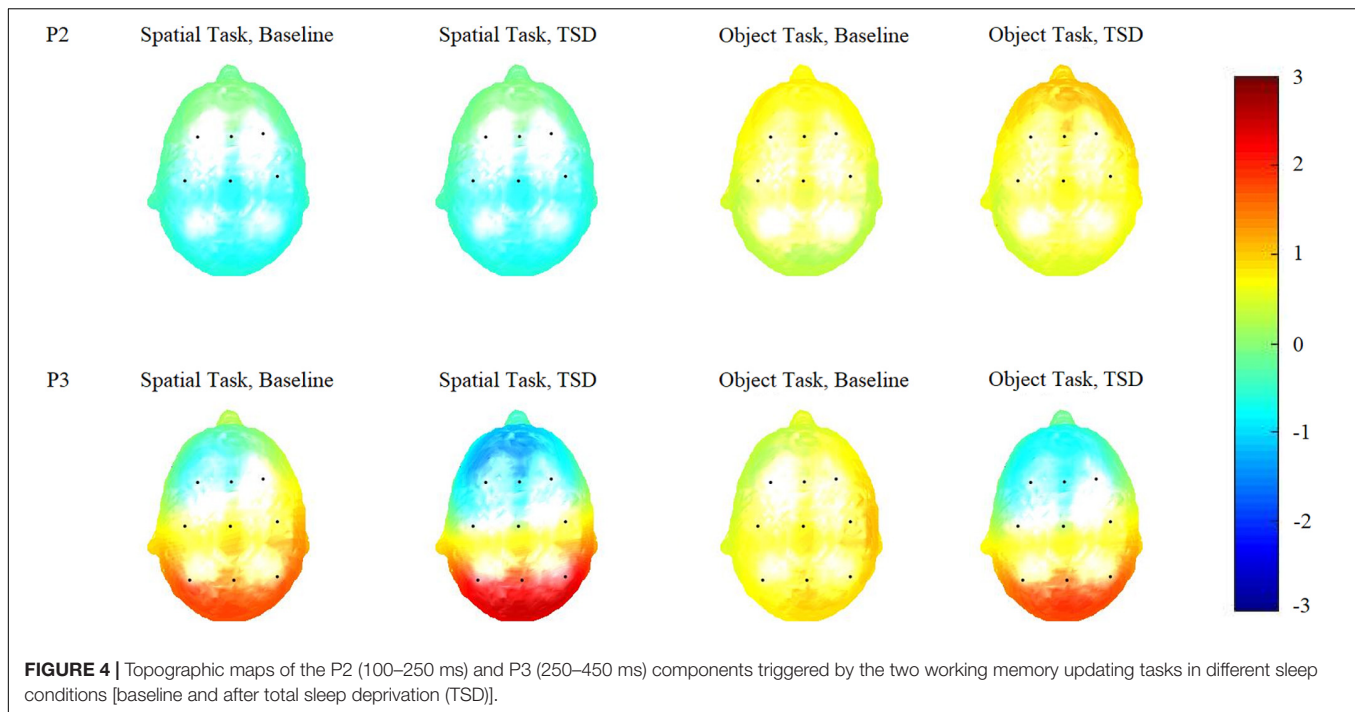 P2 Spatial Task, Baseline Spatial Task, TSD Object Task, Baseline Object Task, TSD
3
2
1
0
-1
-2
-3
P3 Spatial Task, Baseline Spatial Task, TSD Object Task, Baseline Object Task, TSD
FIGURE 4 | Topographic maps of the P2 (100–250 ms) and P3 (250–450 ms) components triggered by the two working memory updating tasks in different sleep
conditions [baseline and after total sleep deprivation (TSD)].